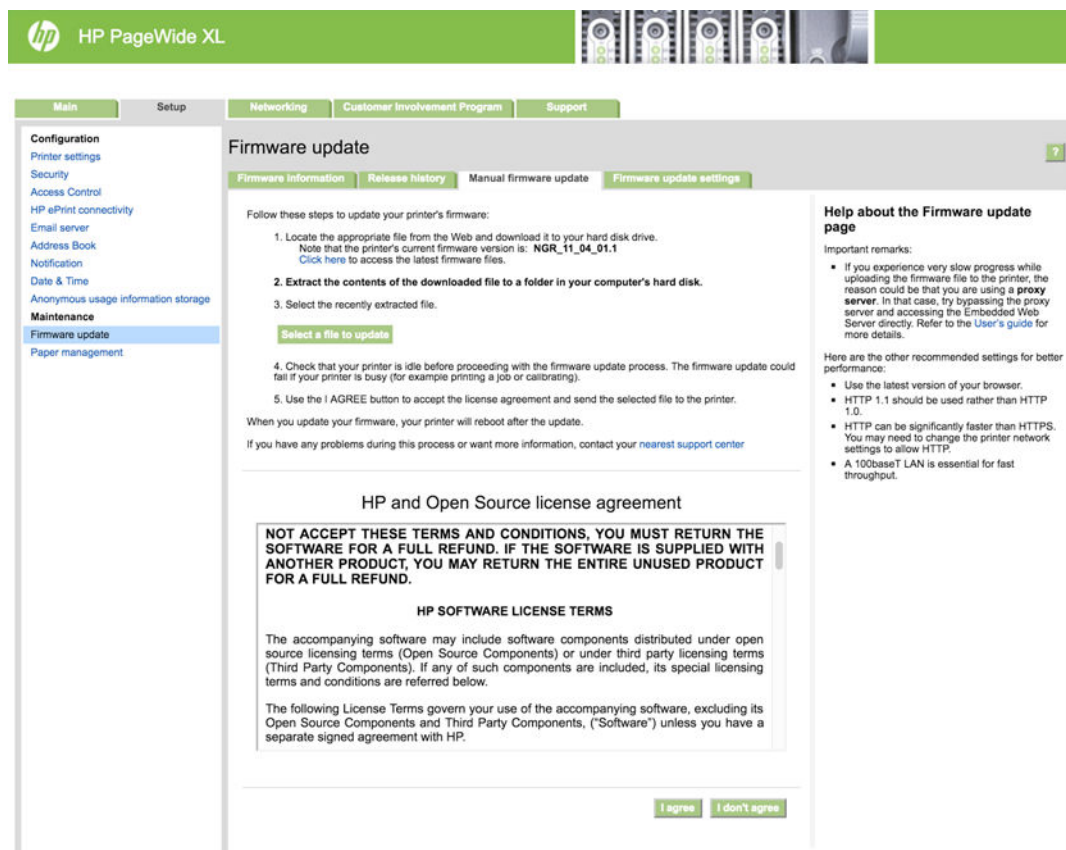 hp HP PageWide XL
Main Setup Networking Customer Involvement Program Support
Configuration
Printer settings
Security
Access Control
HP ePrint connectivity
Email server
Address Book
Notification
Date & Time
Anonymous usage information storage
Maintenance
Firmware update
Paper management
Firmware update
?
Firmware information Release history Manual firmware update Firmware update settings
Follow these steps to update your printer's firmware:
1. Locate the appropriate file from the Web and download it to your hard disk drive.
Note that the printer's current firmware version is: NGR_11_04_01.1
Click here to access the latest firmware files.
2. Extract the contents of the downloaded file to a folder in your computer's hard disk.
3. Select the recently extracted file.
Select a file to update
4. Check that your printer is idle before proceeding with the firmware update process. The firmware update could
fail if your printer is busy (for example printing a job or calibrating).
5. Use the I AGREE button to accept the license agreement and send the selected file to the printer.
When you update your firmware, your printer will reboot after the update.
If you have any problems during this process or want more information, contact your nearest support center
HP and Open Source license agreement
NOT ACCEPT THESE TERMS AND CONDITIONS, YOU MUST RETURN THE
SOFTWARE FOR A FULL REFUND. IF THE SOFTWARE IS SUPPLIED WITH
ANOTHER PRODUCT, YOU MAY RETURN THE ENTIRE UNUSED PRODUCT
FOR A FULL REFUND.
HP SOFTWARE LICENSE TERMS
The accompanying software may include software components distributed under open
source licensing terms (Open Source Components) or under third party licensing terms
(Third Party Components). If any of such components are included, its special licensing
terms and conditions are referred below.
The following License Terms govern your use of the accompanying software, excluding its
Open Source Components and Third Party Components, (“Software”) unless you have a
separate signed agreement with HP.
I agree I don't agree
Help about the Firmware update
page
Important remarks:
▪ If you experience very slow progress while
uploading the firmware file to the printer, the
reason could be that you are using a proxy
server. In that case, try bypassing the proxy
server and accessing the Embedded Web
Server directly. Refer to the User's guide for
more details.
Here are the other recommended settings for better
performance:
▪ Use the latest version of your browser.
▪ HTTP 1.1 should be used rather than HTTP
1.0.
▪ HTTP can be significantly faster than HTTPS.
You may need to change the printer network
settings to allow HTTP.
▪ A 100baseT LAN is essential for fast
throughput.